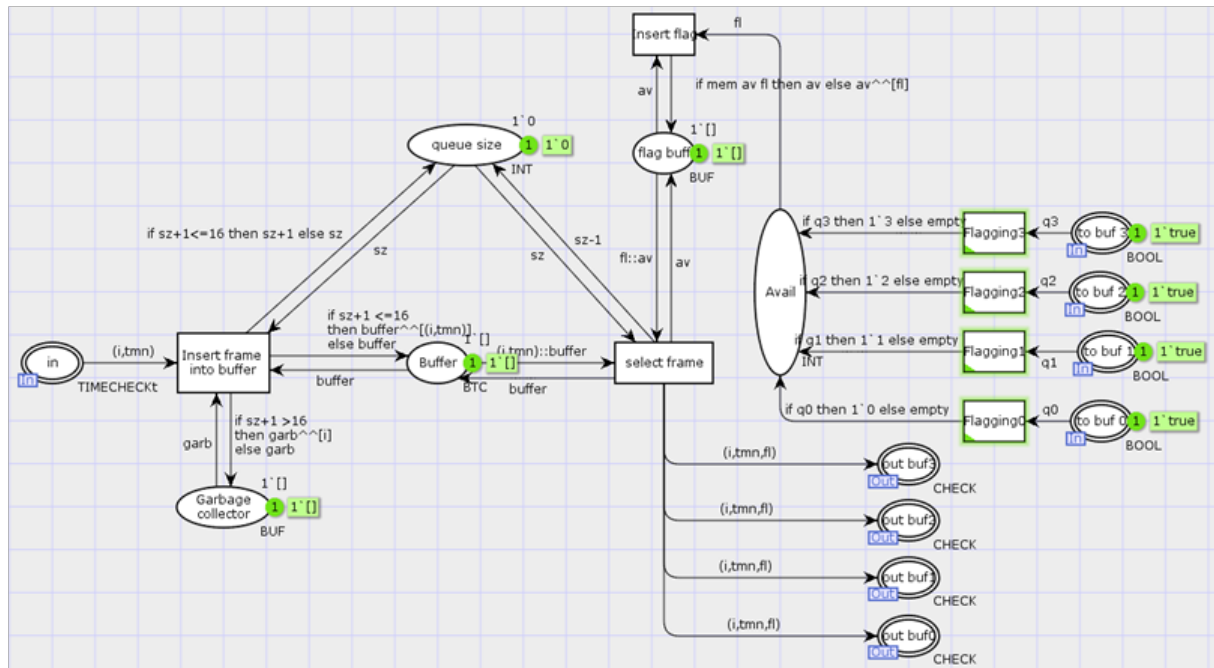 Insert flag
fl
av
if mem av fl then av else av^^[fl]
1`[]
flag buff
1
1`[]
BUF
1`0
queue size
1
1`0
INT
if sz+1<=16 then sz+1 else sz
sz
sz-1
sz
fl::av
av
Avail
INT
if q3 then 1`3 else empty
Flagging3
q3
to buf 3
1
1`true
In
BOOL
if q2 then 1`2 else empty
Flagging2
q2
to buf 2
1
1`true
In
BOOL
if q1 then 1`1 else empty
Flagging1
q1
to buf 1
1
1`true
In
BOOL
if q0 then 1`0 else empty
Flagging0
q0
to buf 0
1
1`true
In
BOOL
in
In
TIMECHECKt
(i,tmn)
Insert frame
into buffer
if sz+1 <=16
then buffer^^[(i,tmn)]
else buffer
buffer
1`[]
Buffer
1
1`[]
BTC
(i,tmn)::buffer
buffer
select frame
garb
if sz+1 >16
then garb^^[i]
else garb
1`[]
Garbage
collector
1
1`[]
BUF
(i,tmn,fl)
out buf3
Out
CHECK
(i,tmn,fl)
out buf2
Out
CHECK
(i,tmn,fl)
out buf1
Out
CHECK
(i,tmn,fl)
out buf0
Out
CHECK